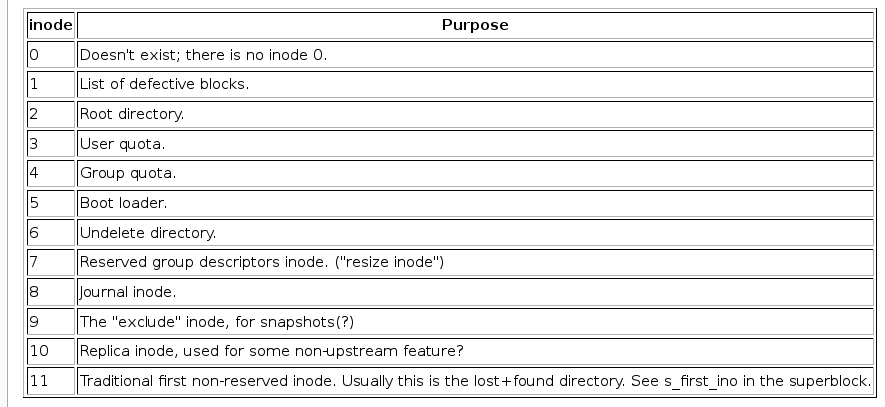 inode Purpose
0 Doesn't exist; there is no inode 0.
1 List of defective blocks.
2 Root directory.
3 User quota.
4 Group quota.
5 Boot loader.
6 Undelete directory.
7 Reserved group descriptors inode. ("resize inode")
8 Journal inode.
9 The "exclude" inode, for snapshots(?)
10 Replica inode, used for some non-upstream feature?
11 Traditional first non-reserved inode. Usually this is the lost+found directory. See s_first_ino in the superblock.